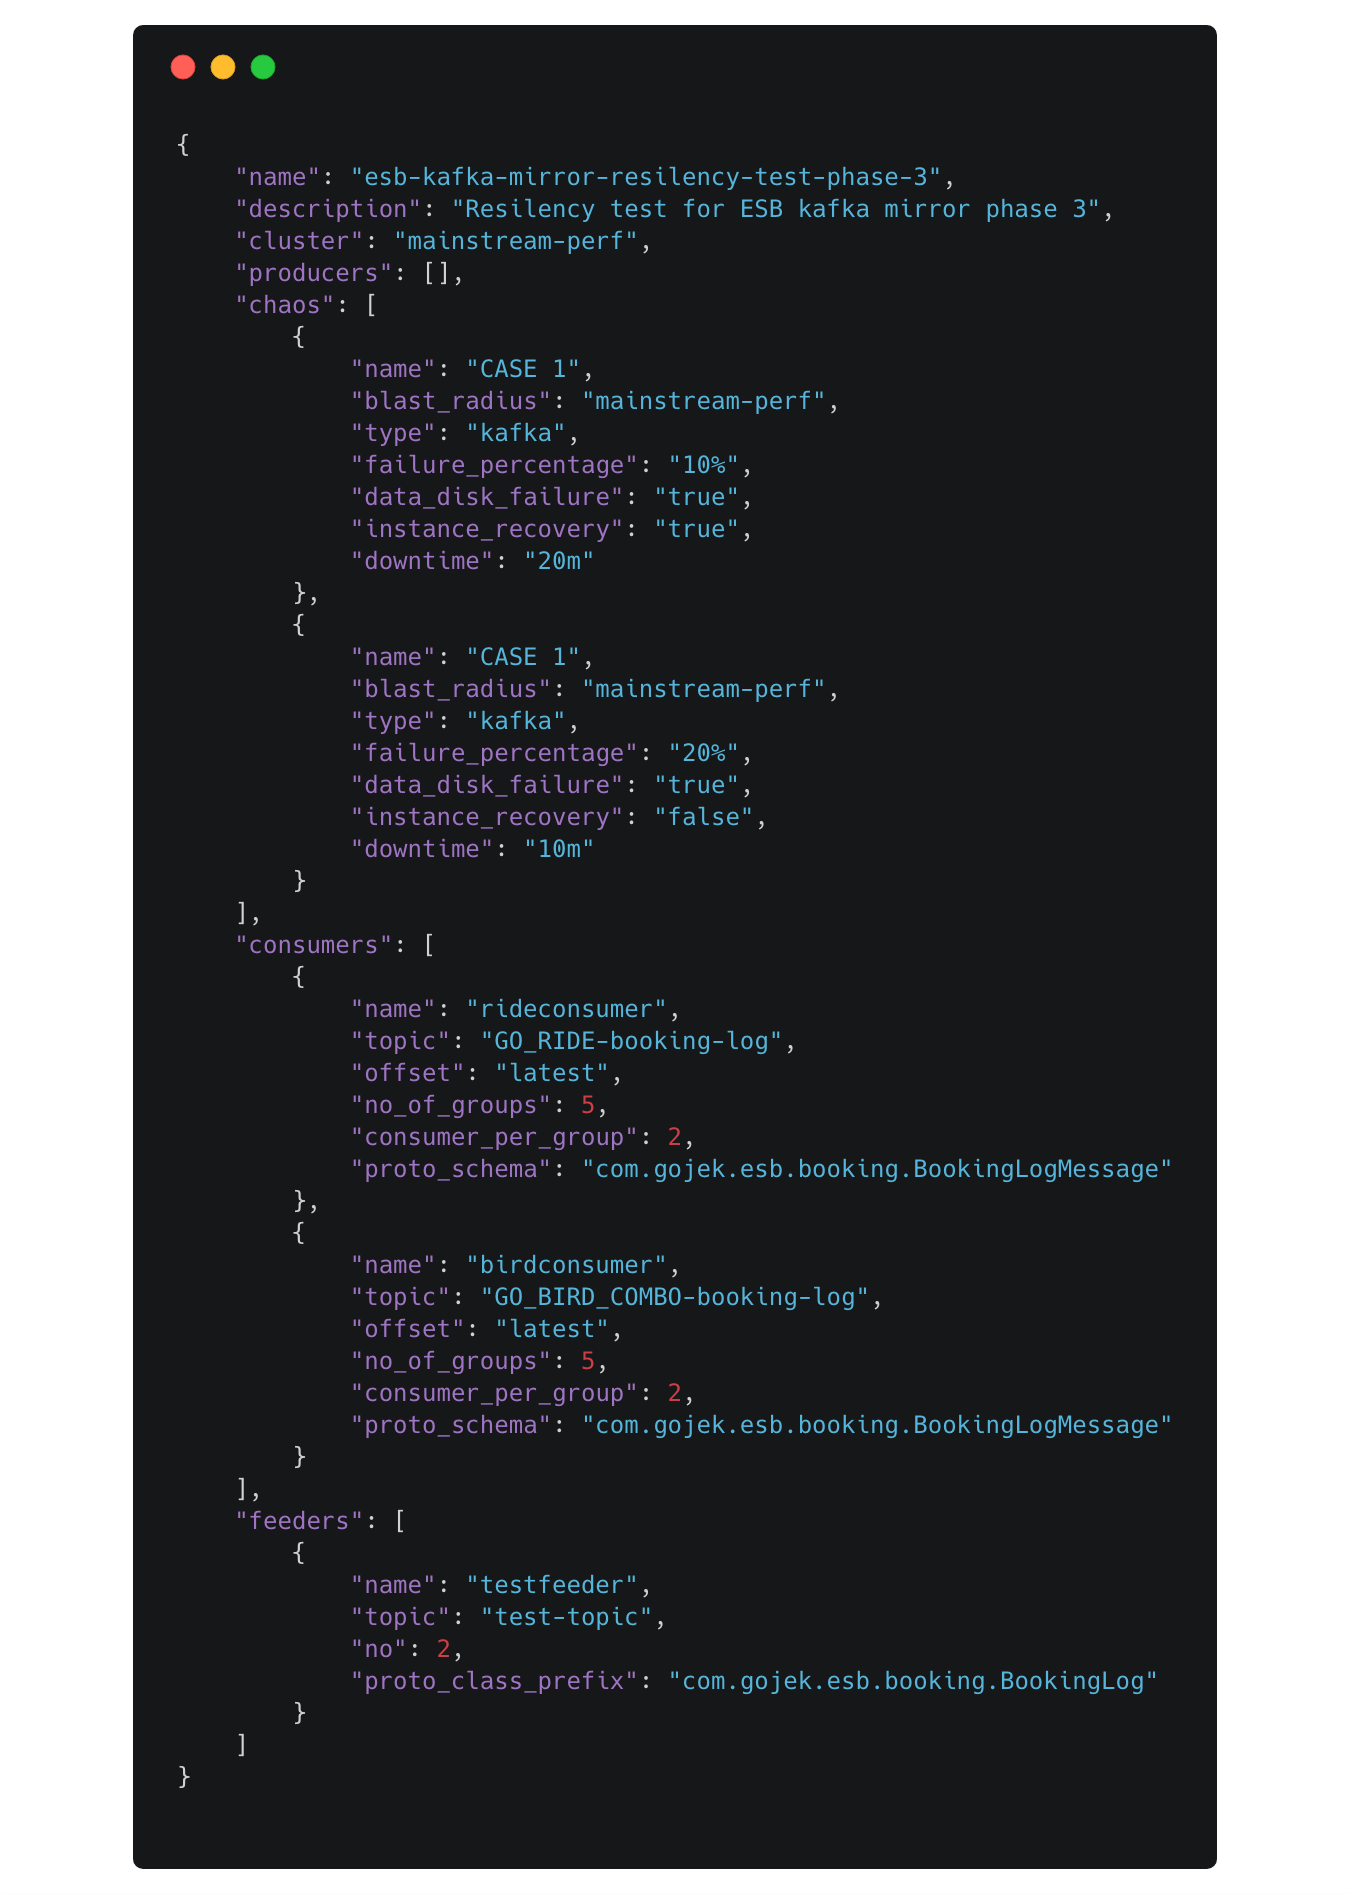 {
    "name": "esb-kafka-mirror-resilency-test-phase-3",
    "description": "Resilency test for ESB kafka mirror phase 3",
    "cluster": "mainstream-perf",
    "producers": [],
    "chaos": [
        {
            "name": "CASE 1",
            "blast_radius": "mainstream-perf",
            "type": "kafka",
            "failure_percentage": "10%",
            "data_disk_failure": "true",
            "instance_recovery": "true",
            "downtime": "20m"
        },
        {
            "name": "CASE 1",
            "blast_radius": "mainstream-perf",
            "type": "kafka",
            "failure_percentage": "20%",
            "data_disk_failure": "true",
            "instance_recovery": "false",
            "downtime": "10m"
        }
    ],
    "consumers": [
        {
            "name": "rideconsumer",
            "topic": "GO_RIDE-booking-log",
            "offset": "latest",
            "no_of_groups": 5,
            "consumer_per_group": 2,
            "proto_schema": "com.gojek.esb.booking.BookingLogMessage"
        },
        {
            "name": "birdconsumer",
            "topic": "GO_BIRD_COMBO-booking-log",
            "offset": "latest",
            "no_of_groups": 5,
            "consumer_per_group": 2,
            "proto_schema": "com.gojek.esb.booking.BookingLogMessage"
        }
    ],
    "feeders": [
        {
            "name": "testfeeder",
            "topic": "test-topic",
            "no": 2,
            "proto_class_prefix": "com.gojek.esb.booking.BookingLog"
        }
    ]
}